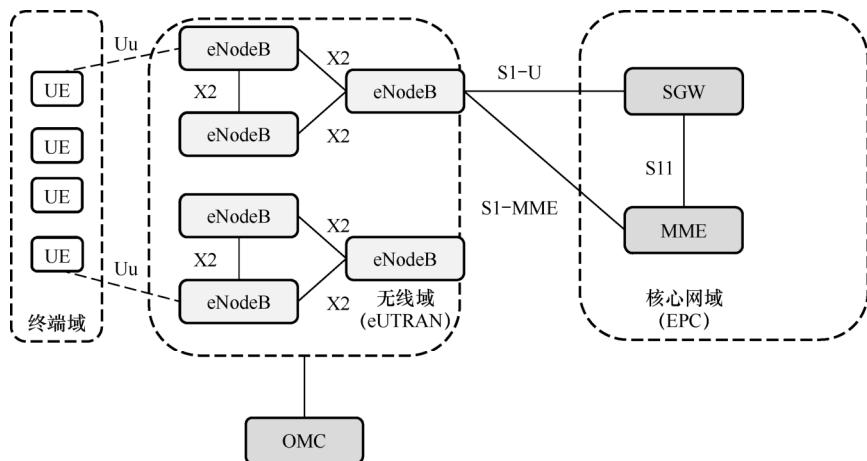 Uu
eNodeB
X2
UE
X2
eNodeB
S1-U
SGW
UE
eNodeB
X2
UE
S11
eNodeB
X2
S1-MME
MME
UE
X2
eNodeB
Uu
eNodeB
X2
无线域
(eUTRAN)
核心网域
(EPC)
终端域
OMC